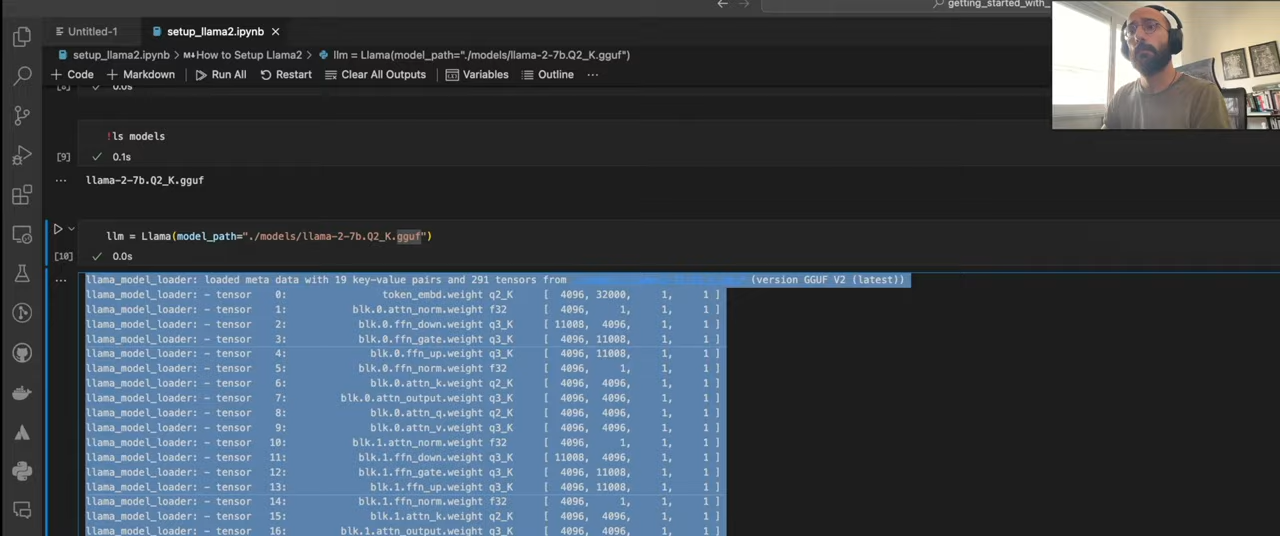 getting_started_with_
Untitled-1
setup_llama2.ipynb
setup_llama2.ipynb > M↓ How to Setup Llama2 > llm = Llama(model_path="./models/llama-2-7b.Q2_K.gguf")
+ Code + Markdown Run All Restart Clear All Outputs Variables Outline ...
0.0s
!ls models
[9] 0.1s
... llama-2-7b.Q2_K.gguf
llm = Llama(model_path="./models/llama-2-7b.Q2_K.gguf")
[10] 0.0s
... llama_model_loader: loaded meta data with 19 key-value pairs and 291 tensors from (version GGUF V2 (latest))
llama_model_loader: - tensor 0: token_embd.weight q2_K [ 4096, 32000, 1, 1 ]
llama_model_loader: - tensor 1: blk.0.attn_norm.weight f32 [ 4096, 1, 1, 1 ]
llama_model_loader: - tensor 2: blk.0.ffn_down.weight q3_K [ 11008, 4096, 1, 1 ]
llama_model_loader: - tensor 3: blk.0.ffn_gate.weight q3_K [ 4096, 11008, 1, 1 ]
llama_model_loader: - tensor 4: blk.0.ffn_up.weight q3_K [ 4096, 11008, 1, 1 ]
llama_model_loader: - tensor 5: blk.0.ffn_norm.weight f32 [ 4096, 1, 1, 1 ]
llama_model_loader: - tensor 6: blk.0.attn_k.weight q2_K [ 4096, 4096, 1, 1 ]
llama_model_loader: - tensor 7: blk.0.attn_output.weight q3_K [ 4096, 4096, 1, 1 ]
llama_model_loader: - tensor 8: blk.0.attn_q.weight q2_K [ 4096, 4096, 1, 1 ]
llama_model_loader: - tensor 9: blk.0.attn_v.weight q3_K [ 4096, 4096, 1, 1 ]
llama_model_loader: - tensor 10: blk.1.attn_norm.weight f32 [ 4096, 1, 1, 1 ]
llama_model_loader: - tensor 11: blk.1.ffn_down.weight q3_K [ 11008, 4096, 1, 1 ]
llama_model_loader: - tensor 12: blk.1.ffn_gate.weight q3_K [ 4096, 11008, 1, 1 ]
llama_model_loader: - tensor 13: blk.1.ffn_up.weight q3_K [ 4096, 11008, 1, 1 ]
llama_model_loader: - tensor 14: blk.1.ffn_norm.weight f32 [ 4096, 1, 1, 1 ]
llama_model_loader: - tensor 15: blk.1.attn_k.weight q2_K [ 4096, 4096, 1, 1 ]
llama_model_loader: - tensor 16: blk.1.attn_output.weight q3_K [ 4096, 4096, 1, 1 ]